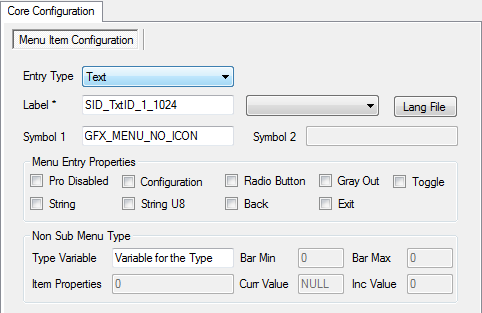 Core Configuration
Menu Item Configuration
Entry Type Text
Label * SID_TxtID_1_1024 Lang File
Symbol 1 GFX_MENU_NO_ICON Symbol 2
Menu Entry Properties
Pro Disabled Configuration Radio Button Gray Out Toggle
String String U8 Back Exit
Non Sub Menu Type
Type Variable Variable for the Type Bar Min 0 Bar Max 0
Item Properties 0 Curr Value NULL Inc Value 0